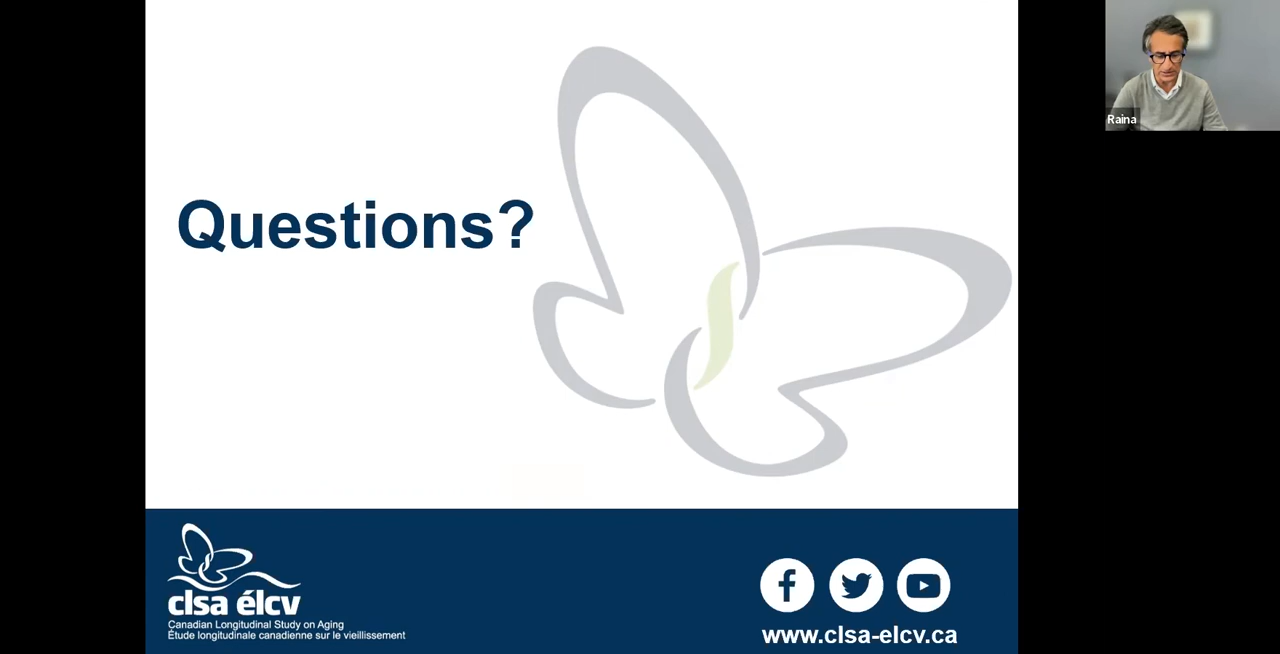 Raina
Questions?
clsa élcv
Canadian Longitudinal Study on Aging
Étude longitudinale canadienne sur le vieillissement
www.clsa-elcv.ca